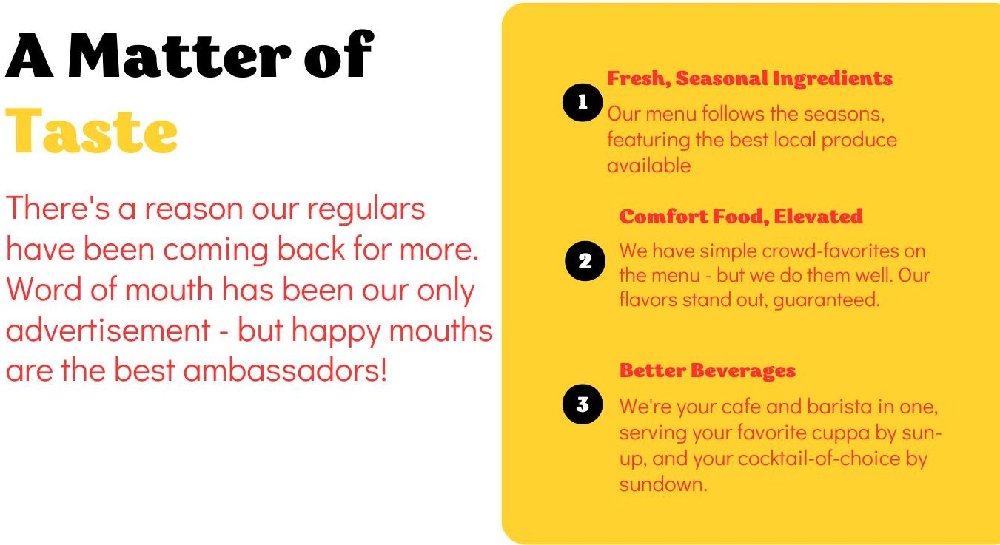 A Matter of
Taste
There's a reason our regulars
have been coming back for more.
Word of mouth has been our only
advertisement - but happy mouths
are the best ambassadors!
1
Fresh, Seasonal Ingredients
Our menu follows the seasons,
featuring the best local produce
available
2
Comfort Food, Elevated
We have simple crowd-favorites on
the menu - but we do them well. Our
flavors stand out, guaranteed.
3
Better Beverages
We're your cafe and barista in one,
serving your favorite cuppa by sun-
up, and your cocktail-of-choice by
sundown.